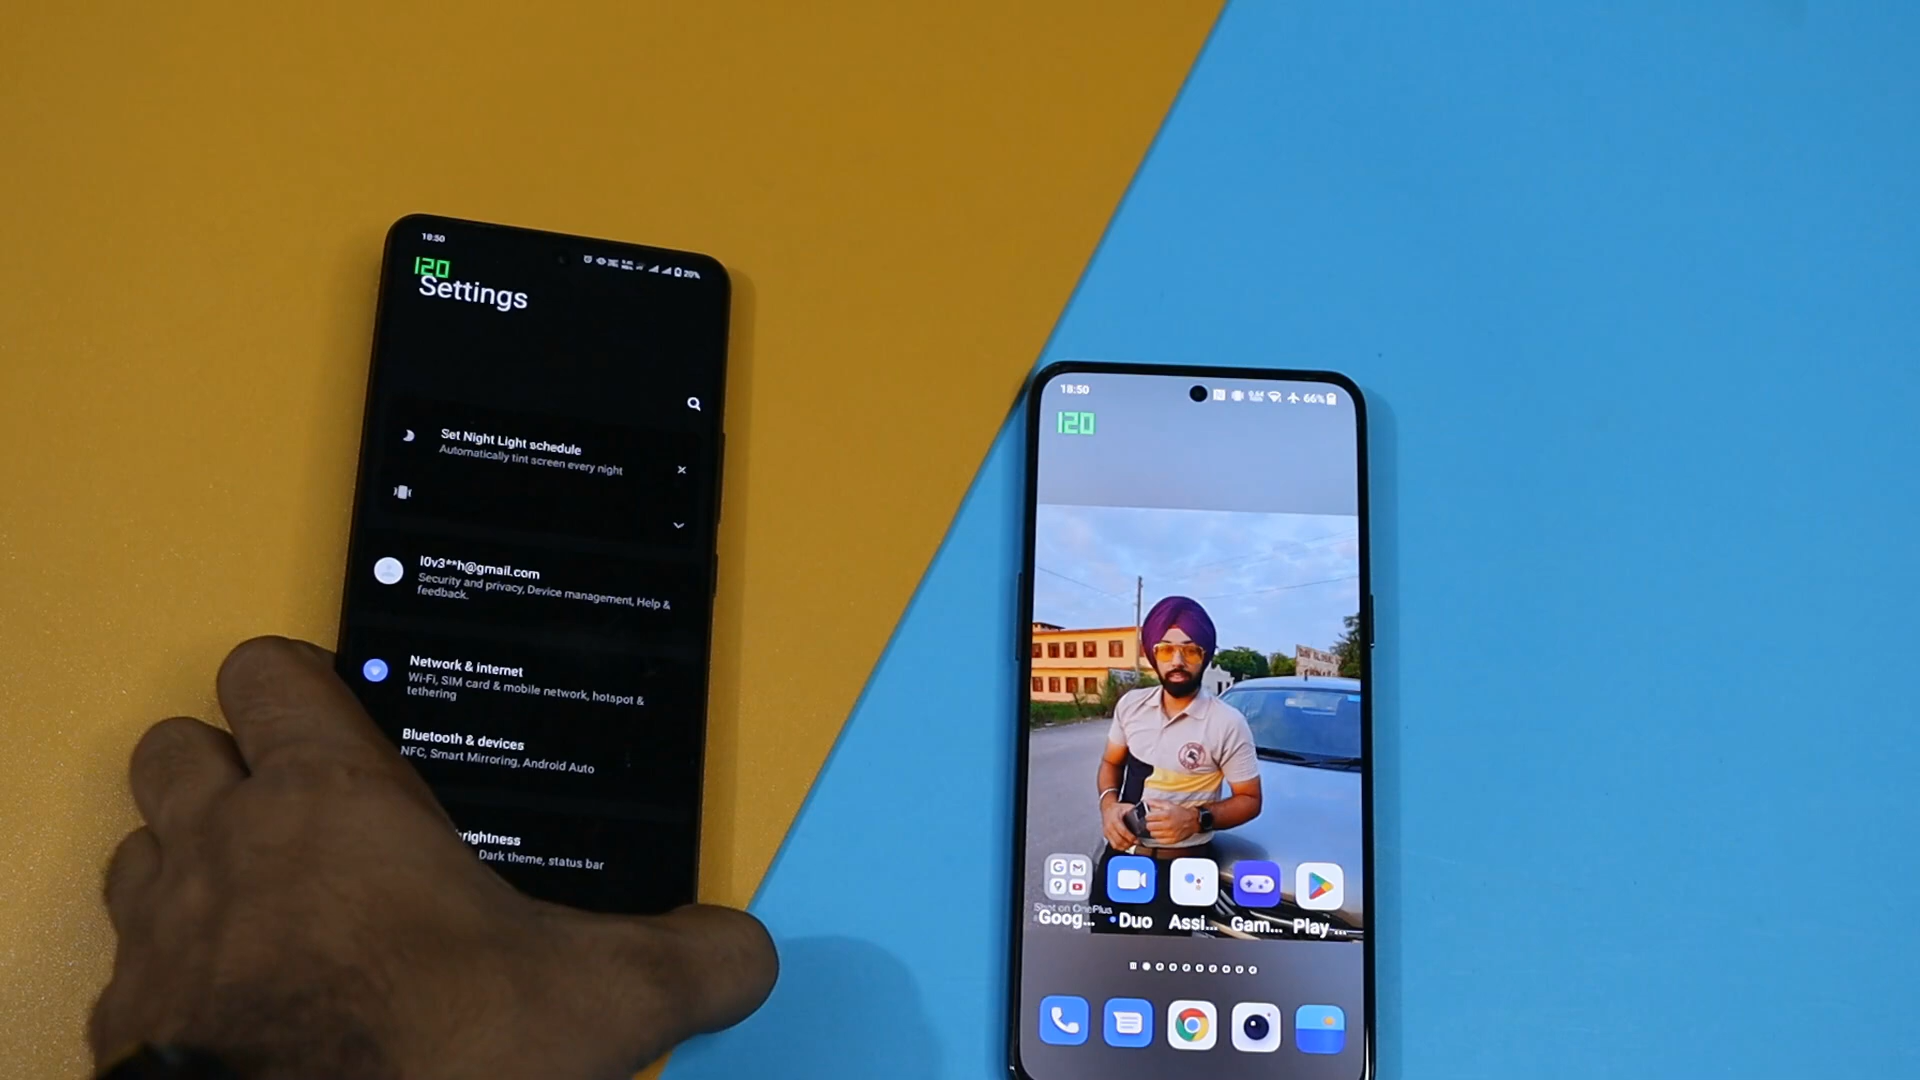 18:50
20%
120
Settings
Set Night Light schedule
Automatically tint screen every night
l0v3**h@gmail.com
Security and privacy, Device management, Help &
feedback.
Network & internet
Wi-Fi, SIM card & mobile network, hotspot &
tethering
Bluetooth & devices
NFC, Smart Mirroring, Android Auto
brightness
Dark theme, status bar
18:50
66%
120
Shot on OnePlus
Goog...
Duo
Assi...
Gam...
Play ...